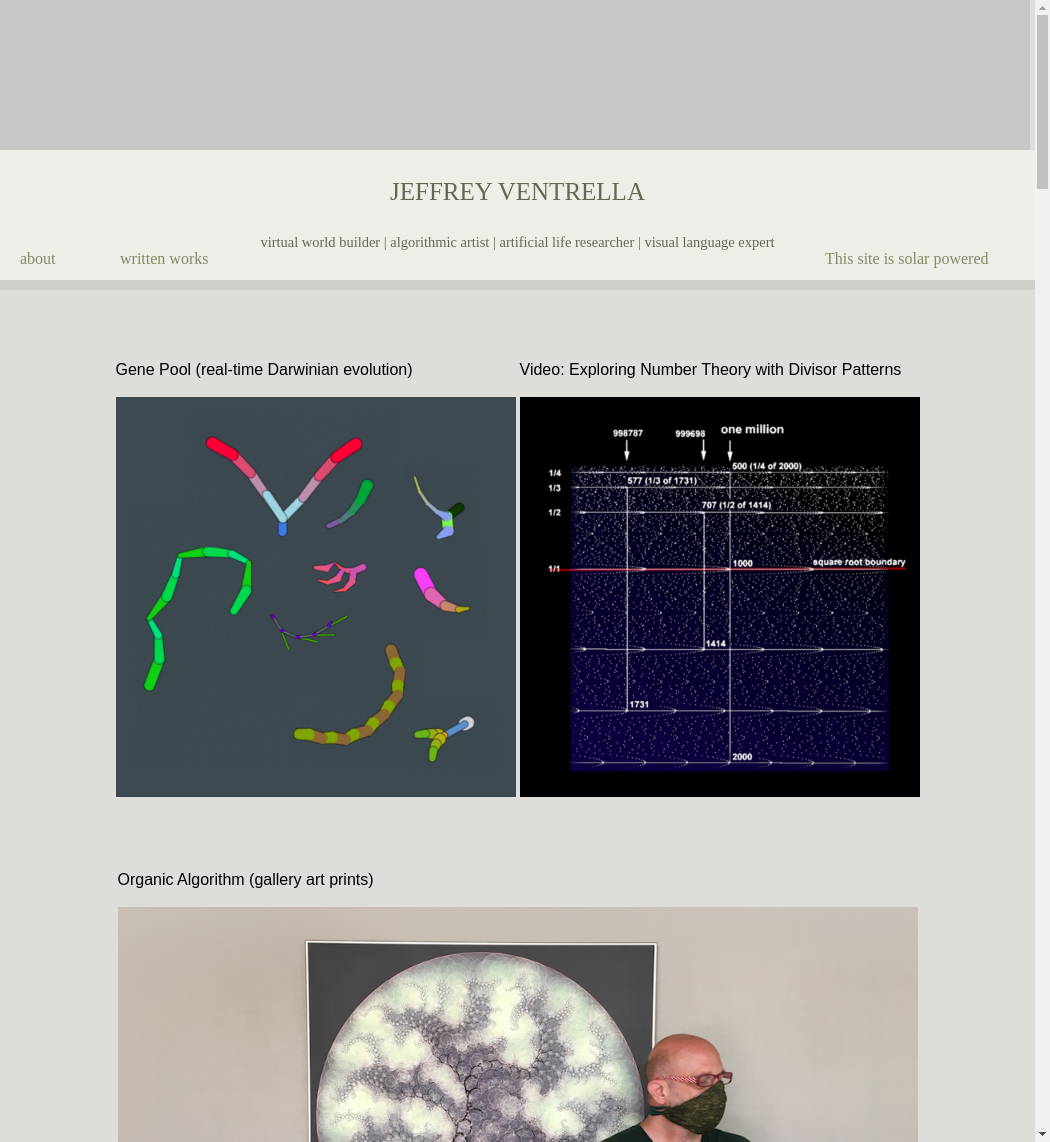 JEFFREY VENTRELLA
virtual world builder | algorithmic artist | artificial life researcher | visual language expert
about
written works
This site is solar powered
Gene Pool (real-time Darwinian evolution)
Video: Exploring Number Theory with Divisor Patterns
998787
999698
one million
1/4
500 (1/4 of 2000)
1/3
577 (1/3 of 1731)
1/2
707 (1/2 of 1414)
1/1
1000
square root boundary
1414
1731
2000
Organic Algorithm (gallery art prints)